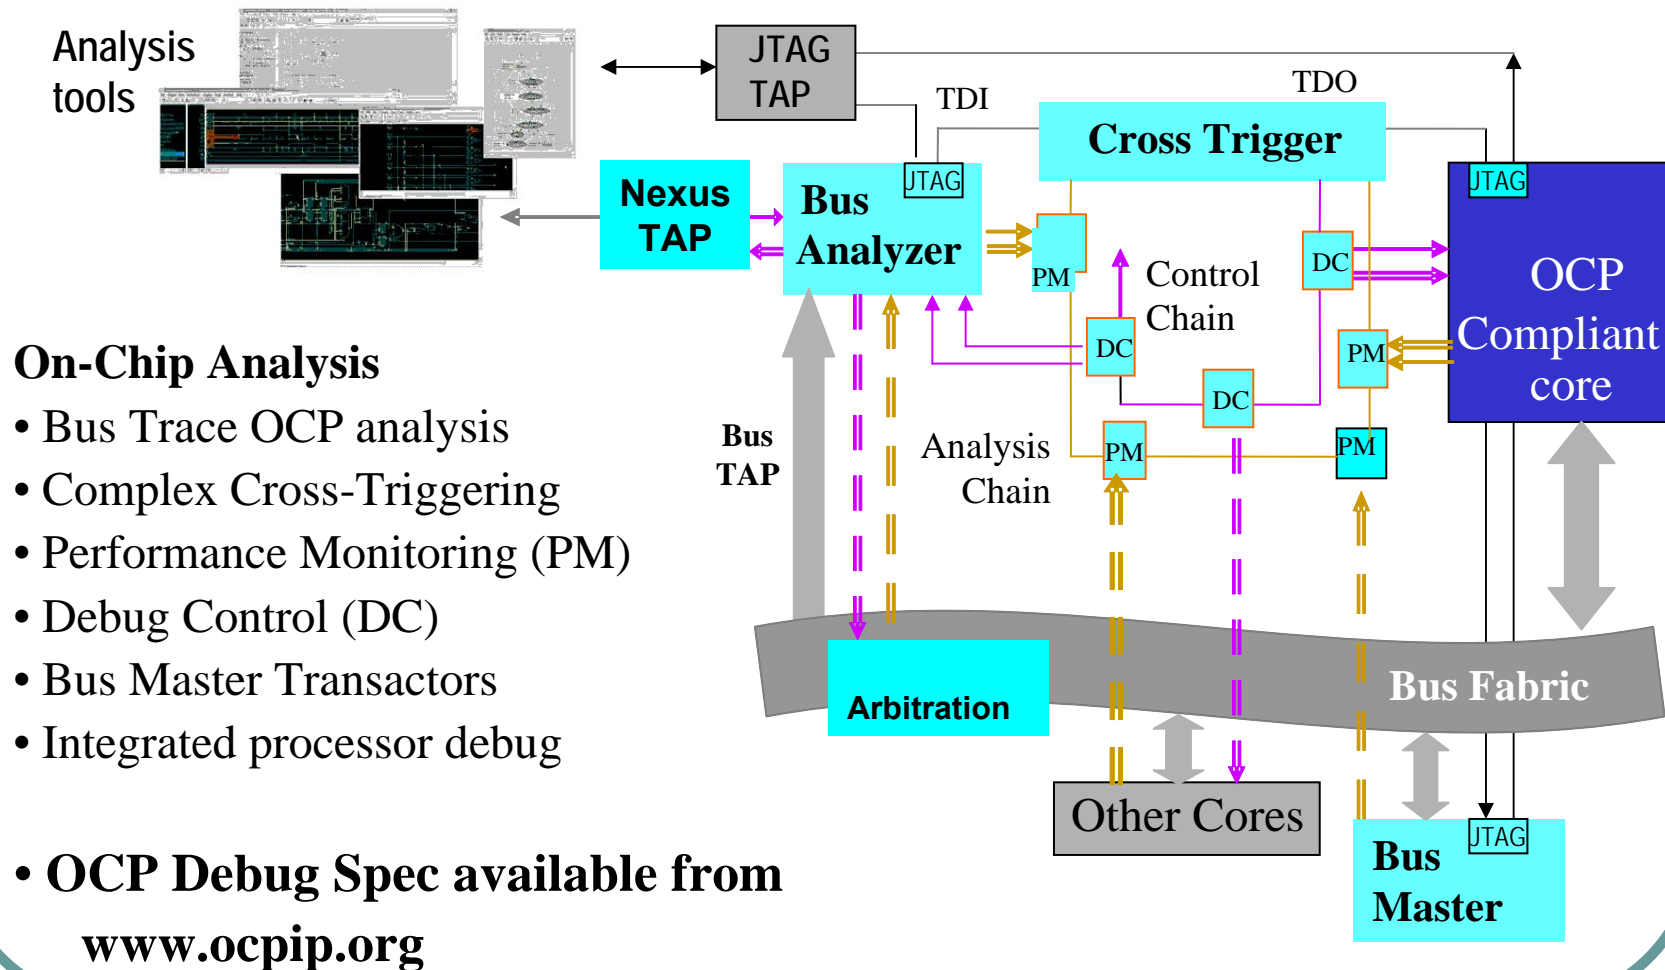 Analysis
tools
JTAG
TAP
TDI
TDO
Cross Trigger
Nexus
TAP
JTAG
Bus
Analyzer
PM
DC
JTAG
OCP
Compliant
core
Control
Chain
DC
PM
DC
Analysis
Chain
PM
PM
Bus
TAP
On-Chip Analysis
• Bus Trace OCP analysis
• Complex Cross-Triggering
• Performance Monitoring (PM)
• Debug Control (DC)
• Bus Master Transactors
• Integrated processor debug
Bus Fabric
Arbitration
Other Cores
JTAG
Bus
Master
• OCP Debug Spec available from
www.ocpip.org